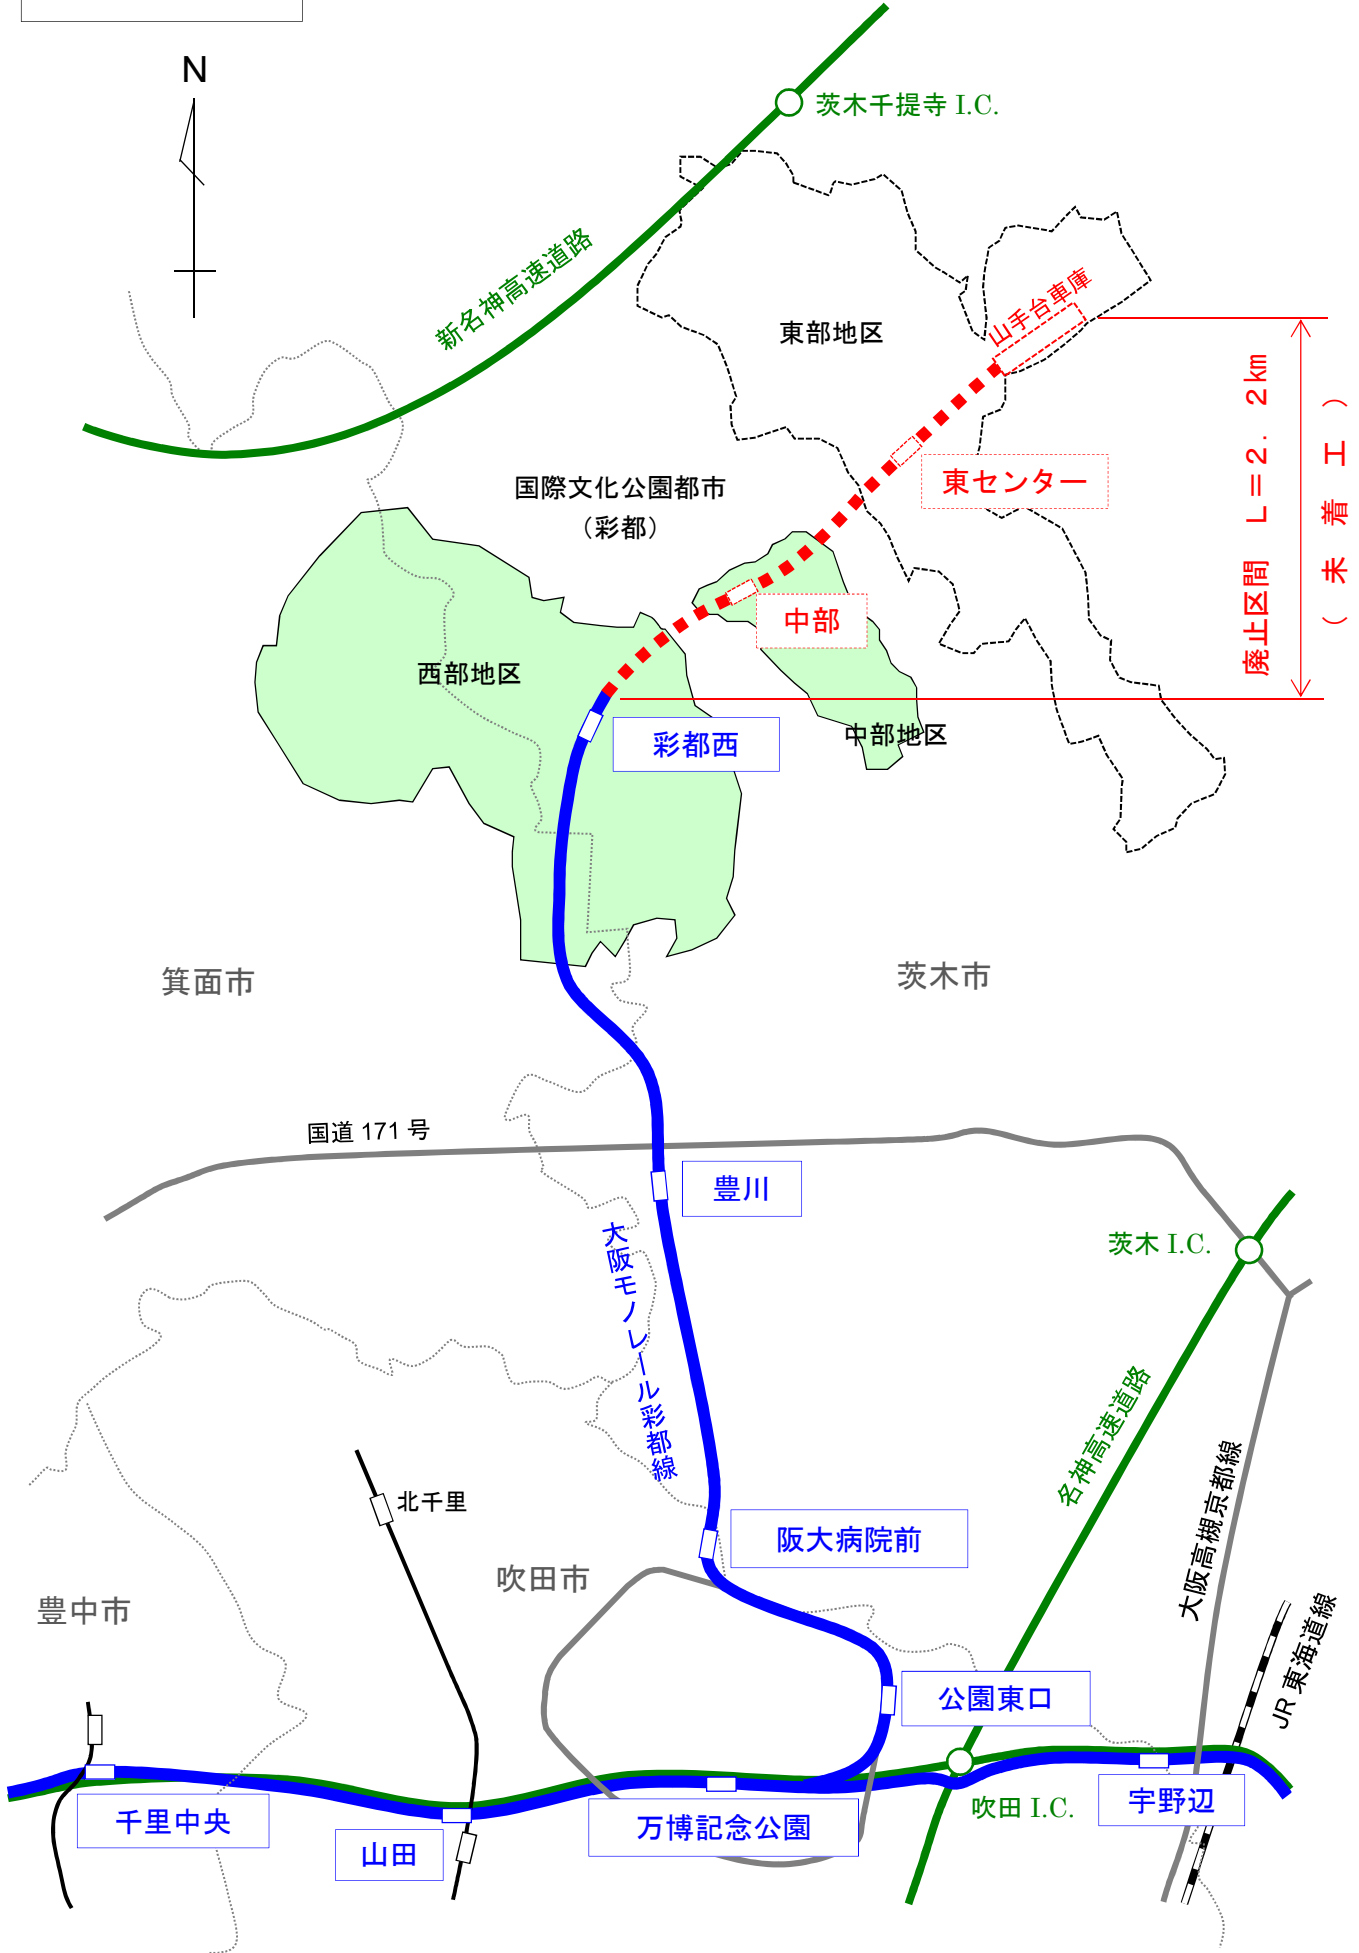 N
茨木千提寺 I.C.
新名神高速道路
山手台車庫
東部地区
廃止区間 L=2.2km
（未着工）
東センター
国際文化公園都市
（彩都）
中部
西部地区
中部地区
彩都西
箕面市
茨木市
国道 171 号
豊川
大阪モノレール彩都線
茨木 I.C.
名神高速道路
大阪高槻京都線
北千里
阪大病院前
吹田市
豊中市
JR 東海道線
公園東口
千里中央
山田
万博記念公園
吹田 I.C.
宇野辺